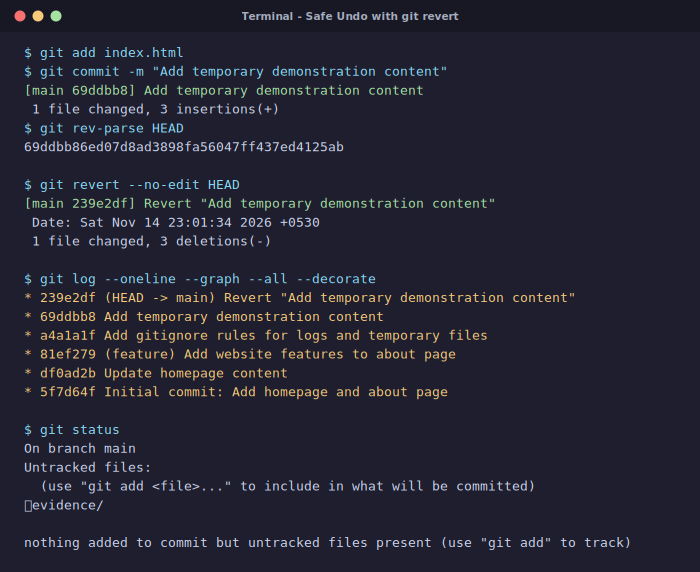 Terminal - Safe Undo with git revert
$ git add index.html
$ git commit -m "Add temporary demonstration content"
[main 69ddbb8] Add temporary demonstration content
 1 file changed, 3 insertions(+)
$ git rev-parse HEAD
69ddbb86ed07d8ad3898fa56047ff437ed4125ab
$ git revert --no-edit HEAD
[main 239e2df] Revert "Add temporary demonstration content"
 Date: Sat Nov 14 23:01:34 2026 +0530
 1 file changed, 3 deletions(-)
$ git log --oneline --graph --all --decorate
* 239e2df (HEAD -> main) Revert "Add temporary demonstration content"
* 69ddbb8 Add temporary demonstration content
* a4a1a1f Add gitignore rules for logs and temporary files
* 81ef279 (feature) Add website features to about page
* df0ad2b Update homepage content
* 5f7d64f Initial commit: Add homepage and about page
$ git status
On branch main
Untracked files:
  (use "git add <file>..." to include in what will be committed)
evidence/
nothing added to commit but untracked files present (use "git add" to track)